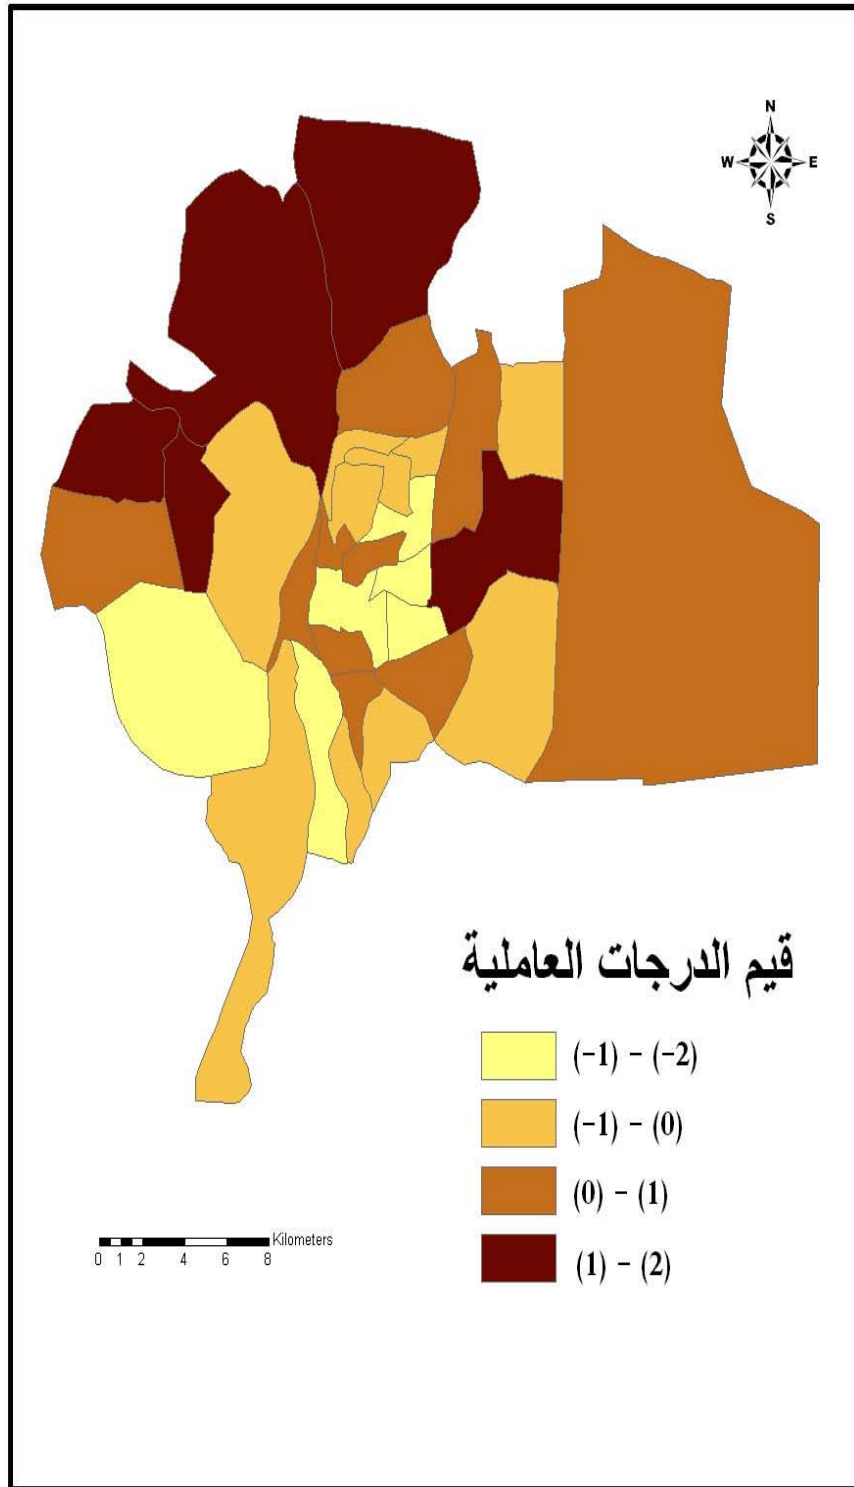 N
W E
S
قيم الدرجات العاملية
(-1) - (-2)
(-1) - (0)
(0) - (1)
(1) - (2)
Kilometers
0 1 2 4 6 8